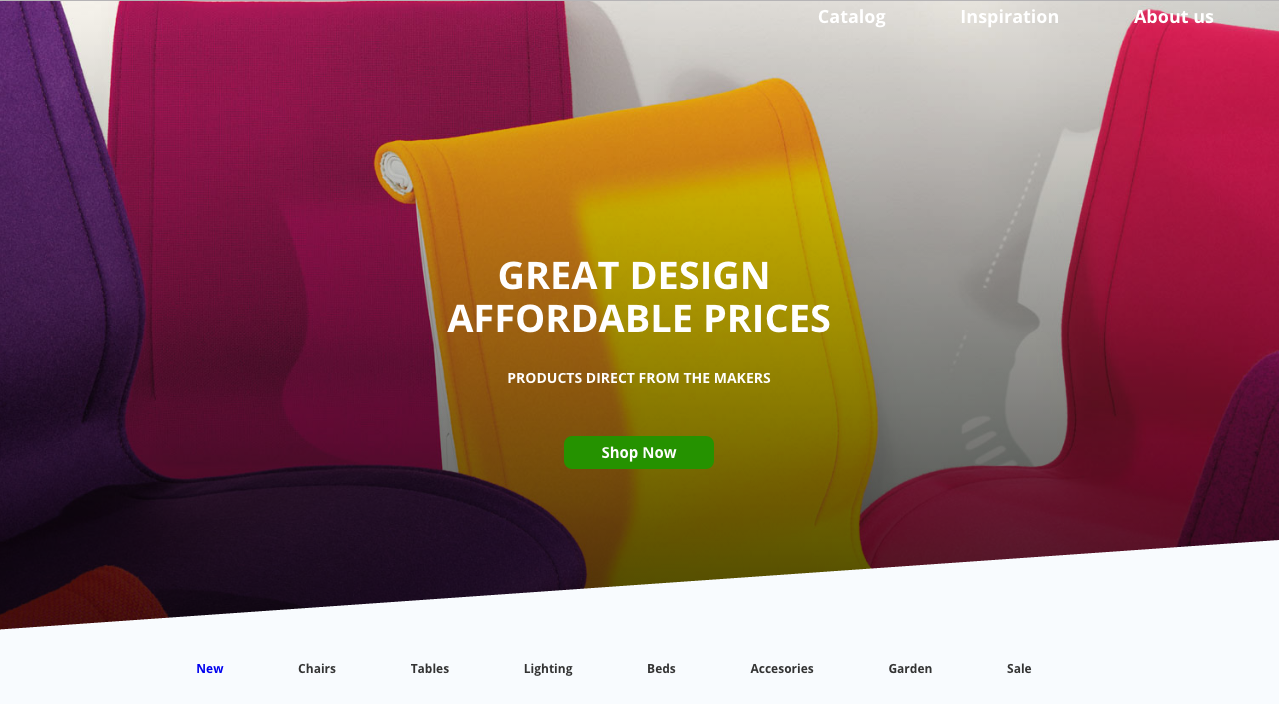 Catalog Inspiration About us
GREAT DESIGN
AFFORDABLE PRICES
PRODUCTS DIRECT FROM THE MAKERS
Shop Now
New Chairs Tables Lighting Beds Accesories Garden Sale